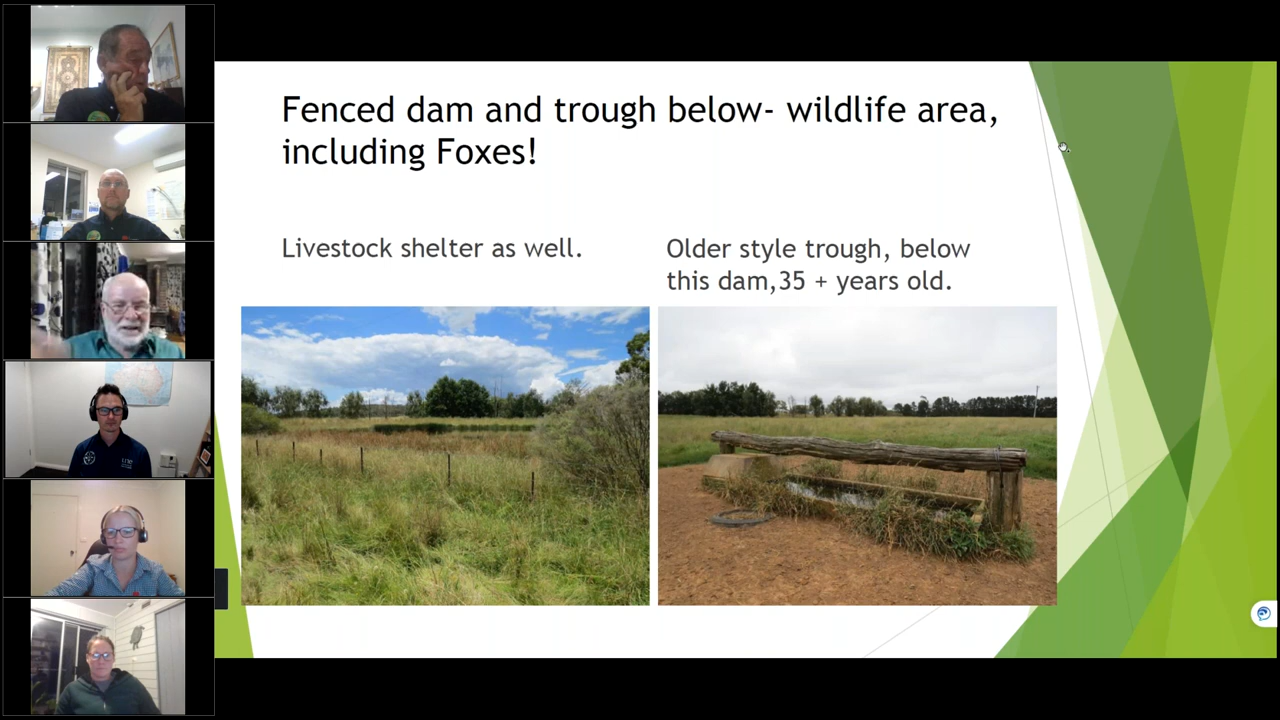 Fenced dam and trough below- wildlife area,
including Foxes!
Livestock shelter as well.
Older style trough, below
this dam,35 + years old.